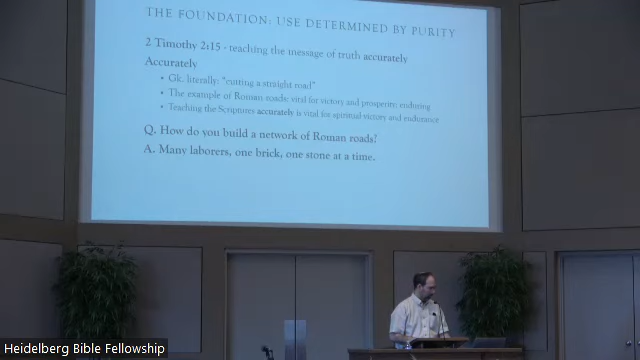 THE FOUNDATION: USE DETERMINED BY PURITY
2 Timothy 2:15 - teaching the message of truth accurately
Accurately
• Gk. literally: "cutting a straight road"
• The example of Roman roads: vital for victory and prosperity; enduring
• Teaching the Scriptures accurately is vital for spiritual victory and endurance
Q. How do you build a network of Roman roads?
A. Many laborers, one brick, one stone at a time.
Heidelberg Bible Fellowship